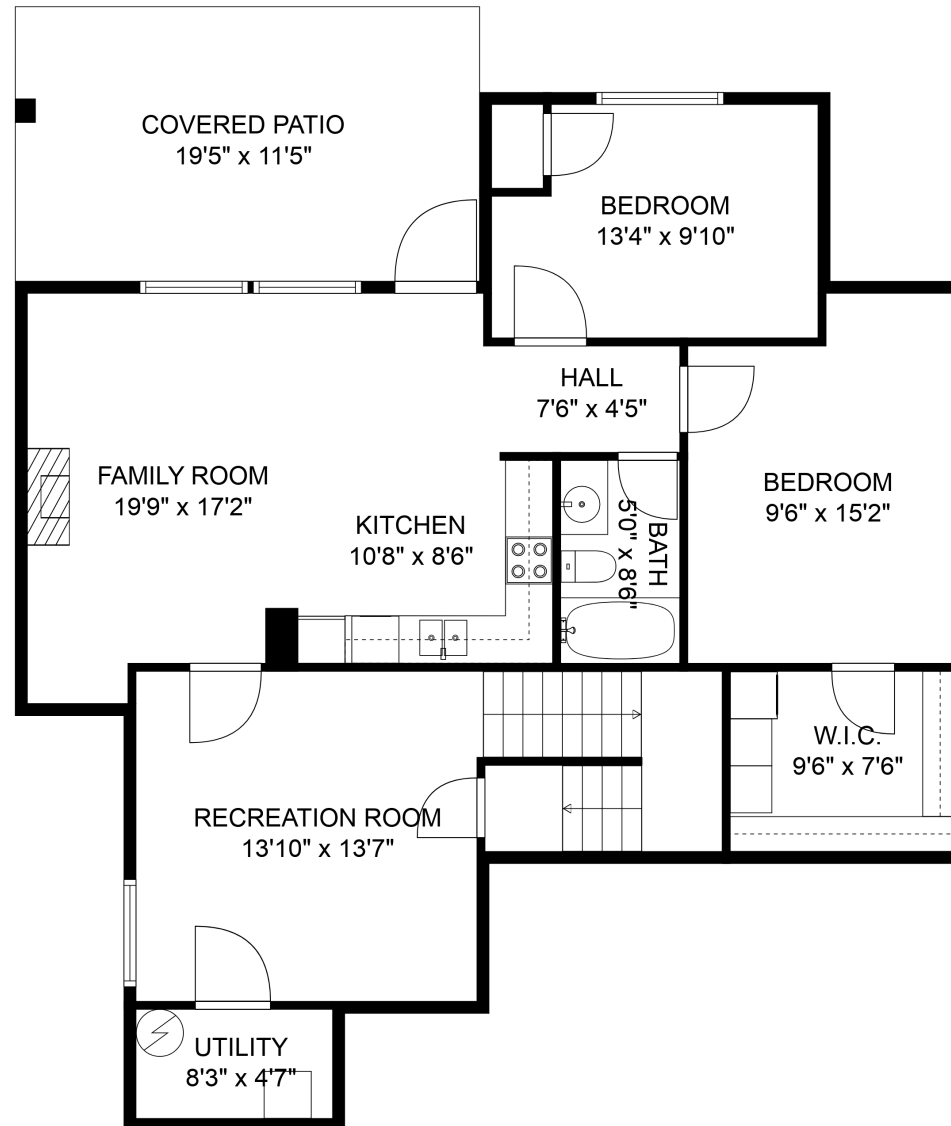 COVERED PATIO
19'5" x 11'5"
BEDROOM
13'4" x 9'10"
HALL
7'6" x 4'5"
FAMILY ROOM
19'9" x 17'2"
KITCHEN
10'8" x 8'6"
BATH
5'0" x 8'6"
BEDROOM
9'6" x 15'2"
W.I.C.
9'6" x 7'6"
RECREATION ROOM
13'10" x 13'7"
UTILITY
8'3" x 4'7"